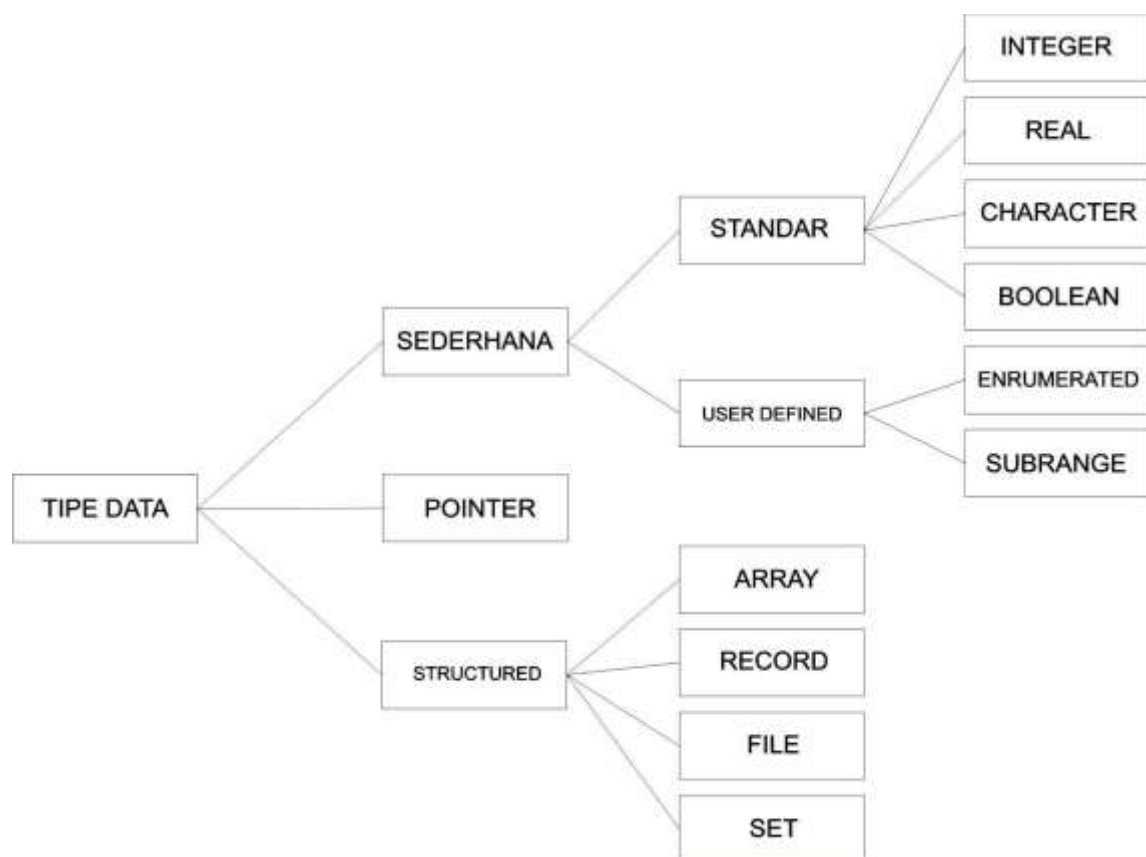 INTEGER
REAL
CHARACTER
STANDAR
BOOLEAN
SEDERHANA
ENRUMERATED
USER DEFINED
SUBRANGE
TIPE DATA
POINTER
ARRAY
STRUCTURED
RECORD
FILE
SET